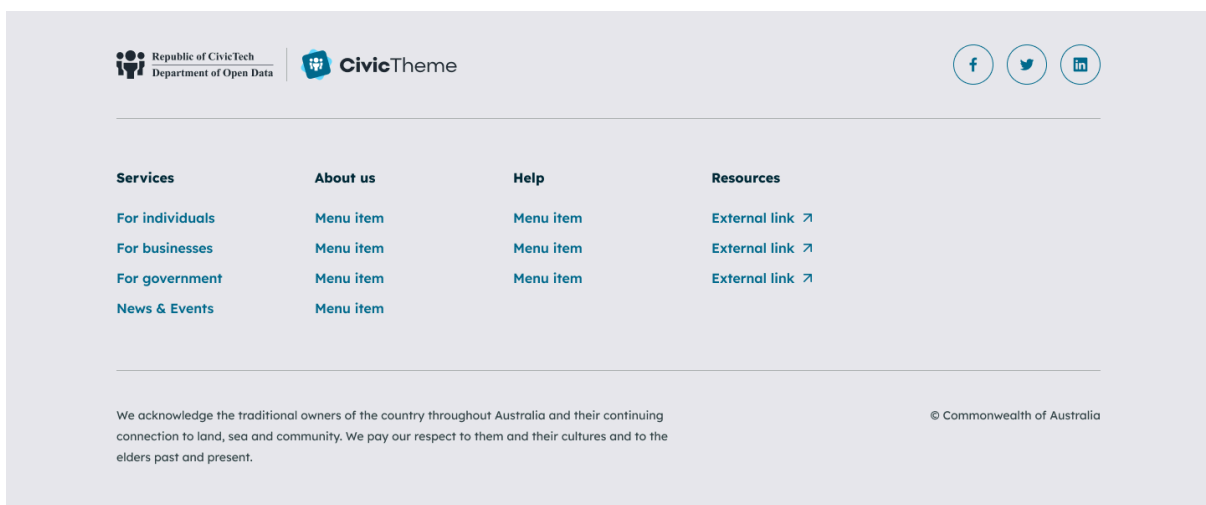 Republic of CivicTech
Department of Open Data
CivicTheme
Services
For individuals
For businesses
For government
News & Events
About us
Menu item
Menu item
Menu item
Menu item
Help
Menu item
Menu item
Menu item
Resources
External link
External link
External link
We acknowledge the traditional owners of the country throughout Australia and their continuing
connection to land, sea and community. We pay our respect to them and their cultures and to the
elders past and present.
© Commonwealth of Australia